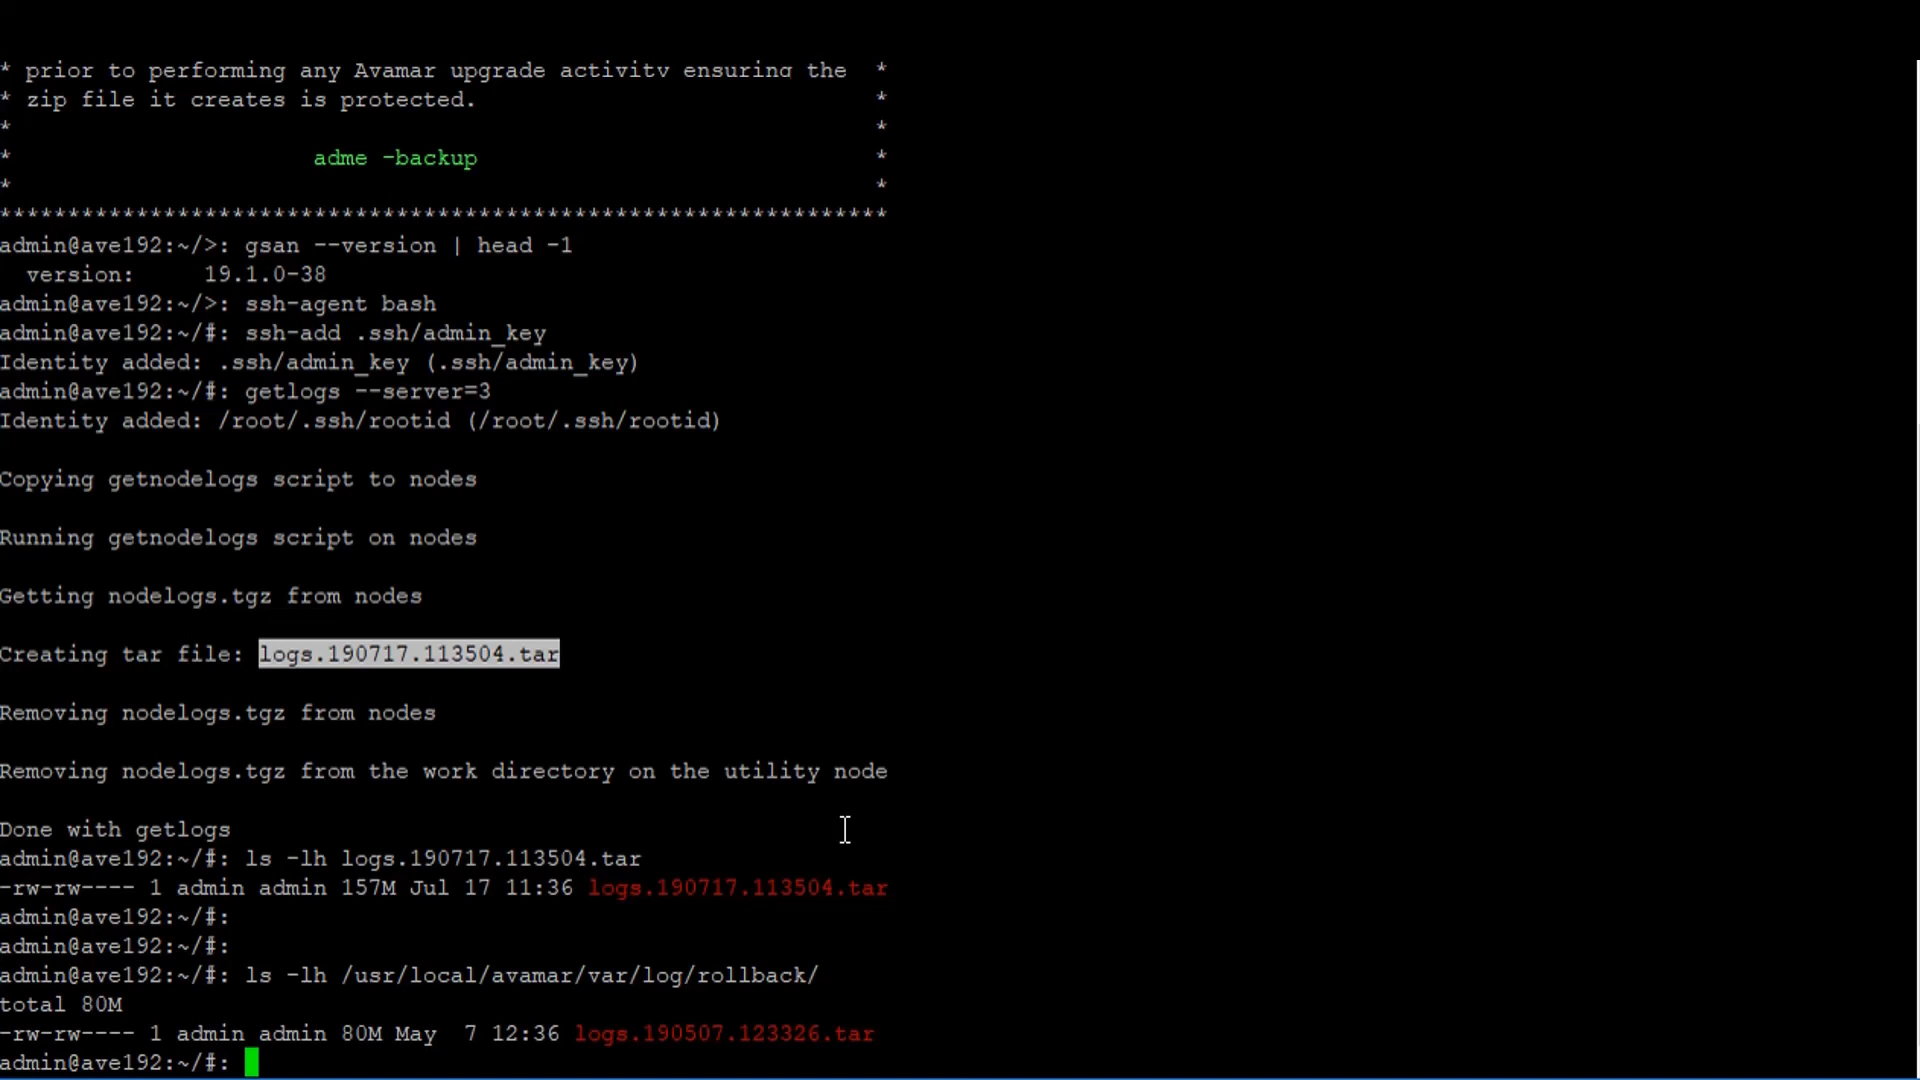 * prior to performing any Avamar upgrade activity ensuring the *
* zip file it creates is protected. *
* *
* adme -backup *
* *
*****************************************************************
admin@ave192:~/>: gsan --version | head -1
version: 19.1.0-38
admin@ave192:~/>: ssh-agent bash
admin@ave192:~/#: ssh-add .ssh/admin_key
Identity added: .ssh/admin_key (.ssh/admin_key)
admin@ave192:~/#: getlogs --server=3
Identity added: /root/.ssh/rootid (/root/.ssh/rootid)
Copying getnodelogs script to nodes
Running getnodelogs script on nodes
Getting nodelogs.tgz from nodes
Creating tar file: logs.190717.113504.tar
Removing nodelogs.tgz from nodes
Removing nodelogs.tgz from the work directory on the utility node
Done with getlogs
admin@ave192:~/#: ls -lh logs.190717.113504.tar
-rw-rw---- 1 admin admin 157M Jul 17 11:36 logs.190717.113504.tar
admin@ave192:~/#:
admin@ave192:~/#:
admin@ave192:~/#: ls -lh /usr/local/avamar/var/log/rollback/
total 80M
-rw-rw---- 1 admin admin 80M May  7 12:36 logs.190507.123326.tar
admin@ave192:~/#: